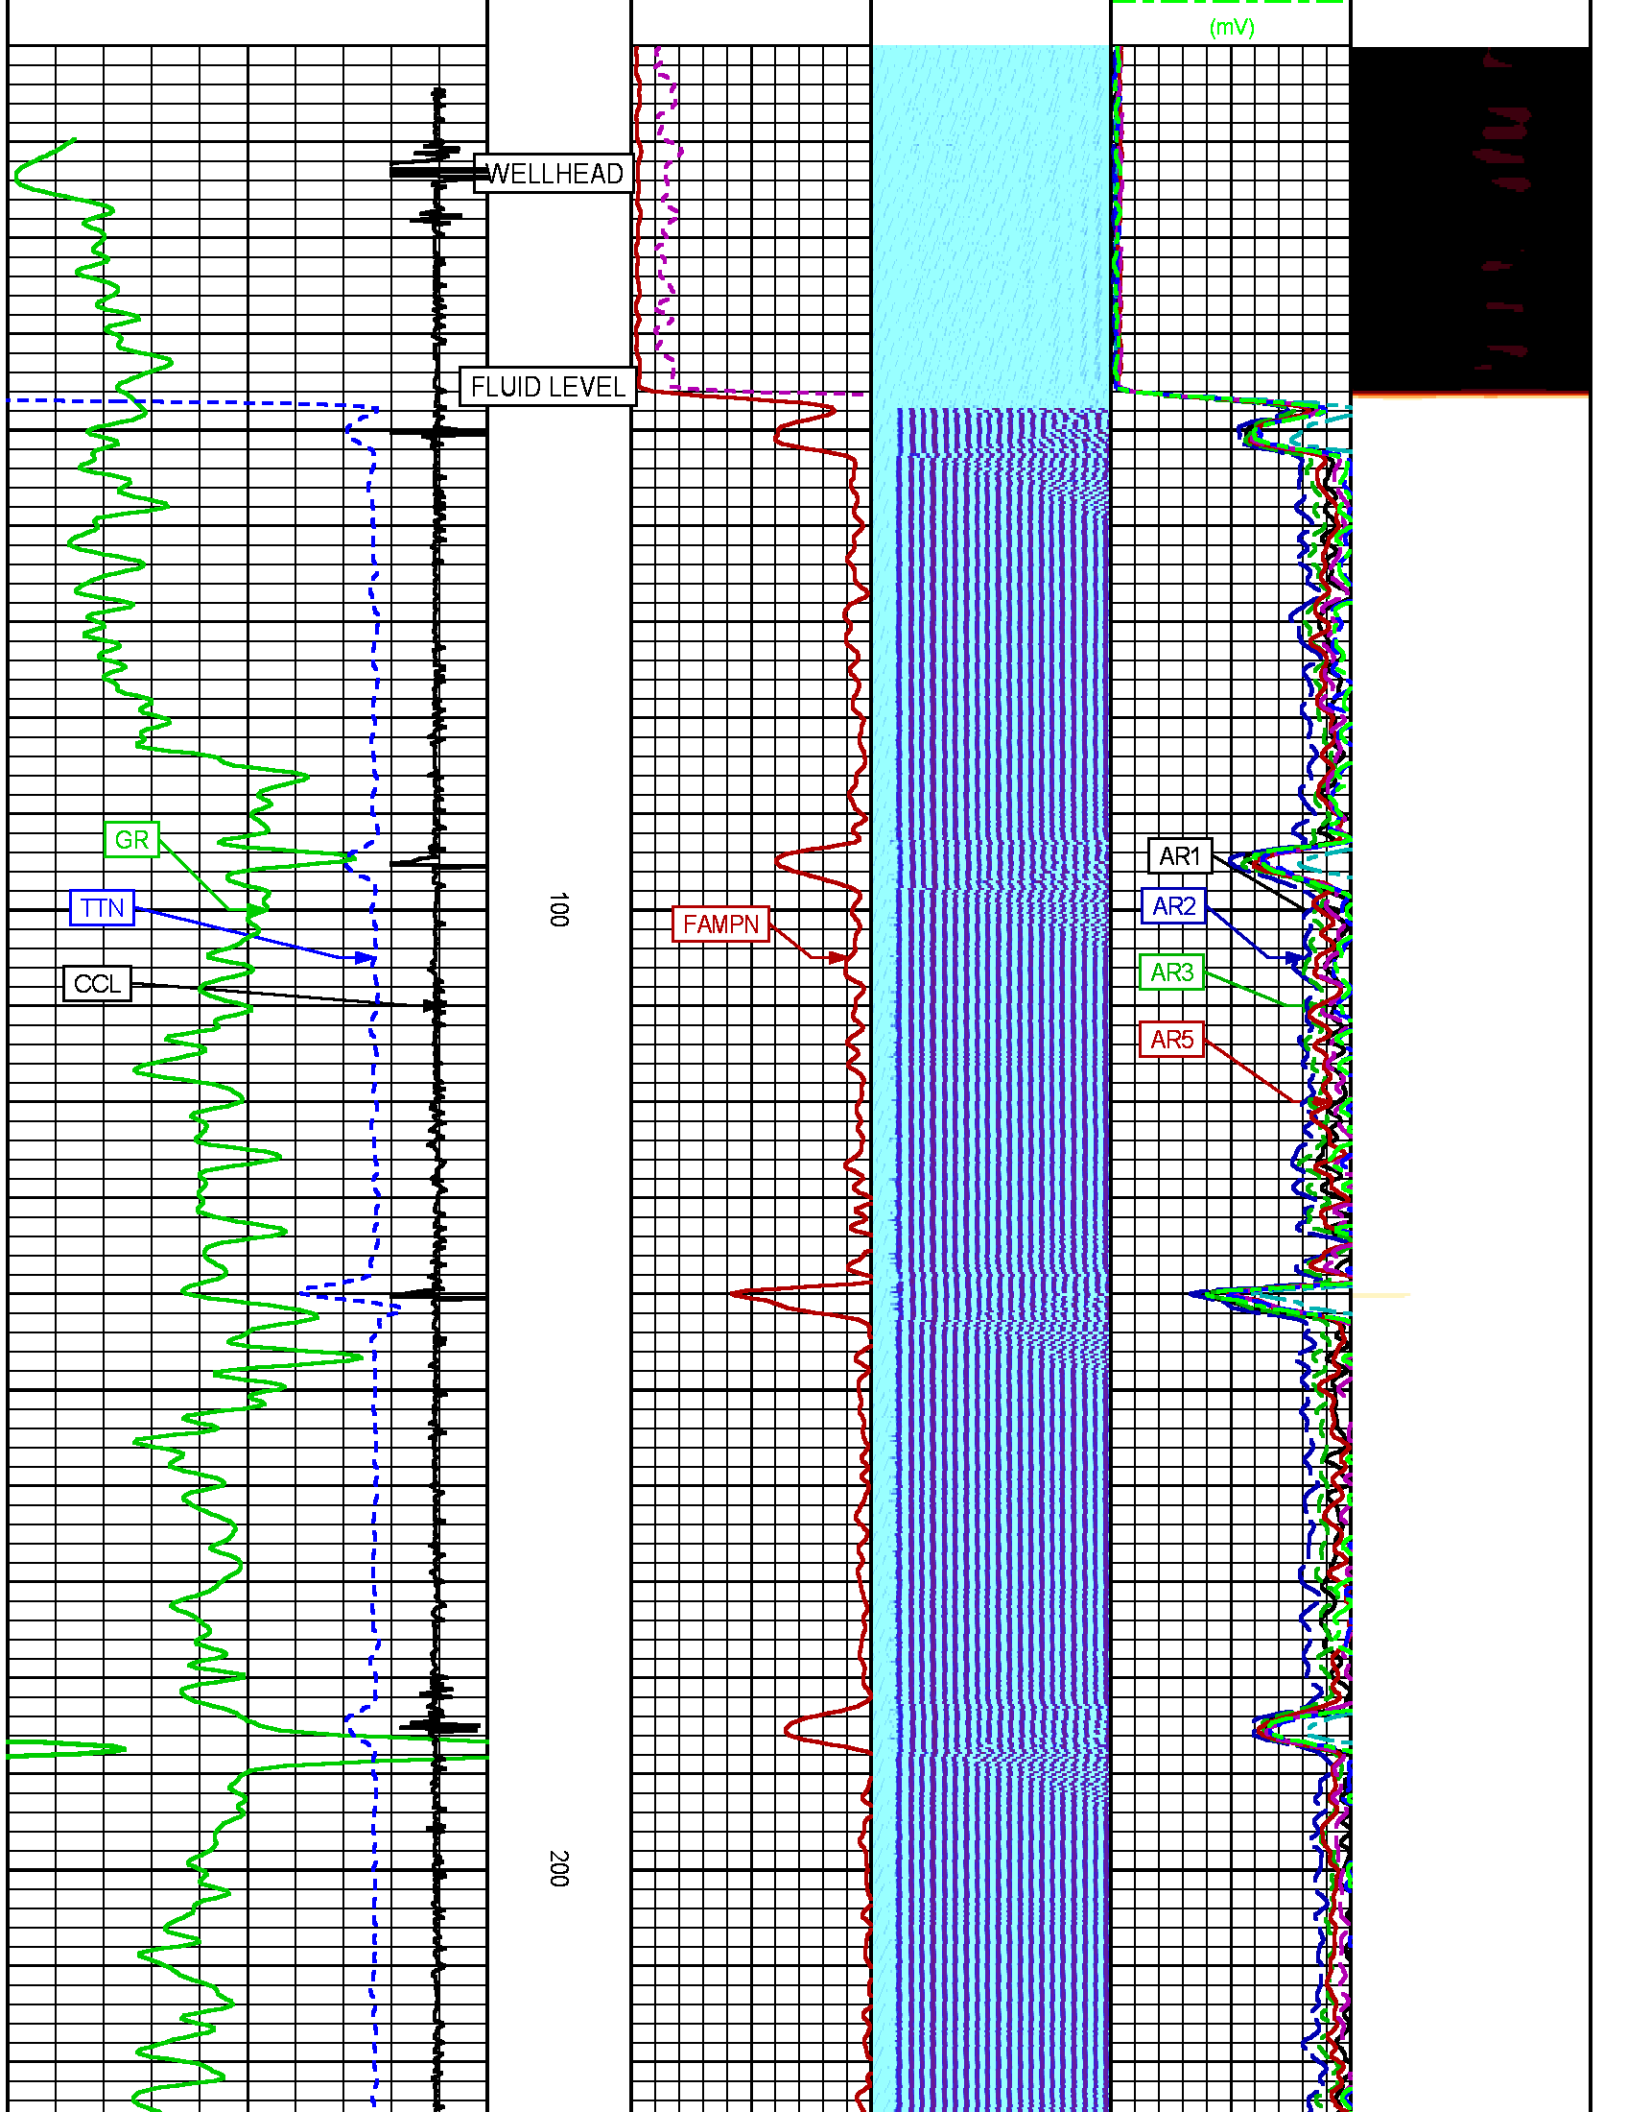 (mV)
WELLHEAD
FLUID LEVEL
GR
TTN
CCL
100
FAMPN
AR1
AR2
AR3
AR5
200